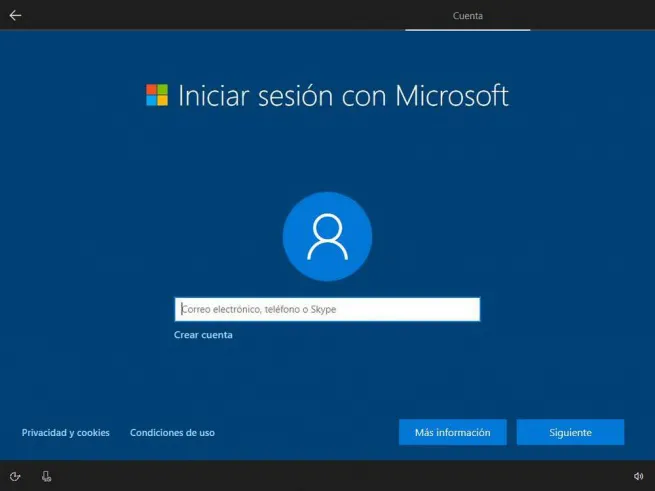 Cuenta
Iniciar sesión con Microsoft
Correo electrónico, teléfono o Skype
Crear cuenta
Privacidad y cookies Condiciones de uso Más información Siguiente